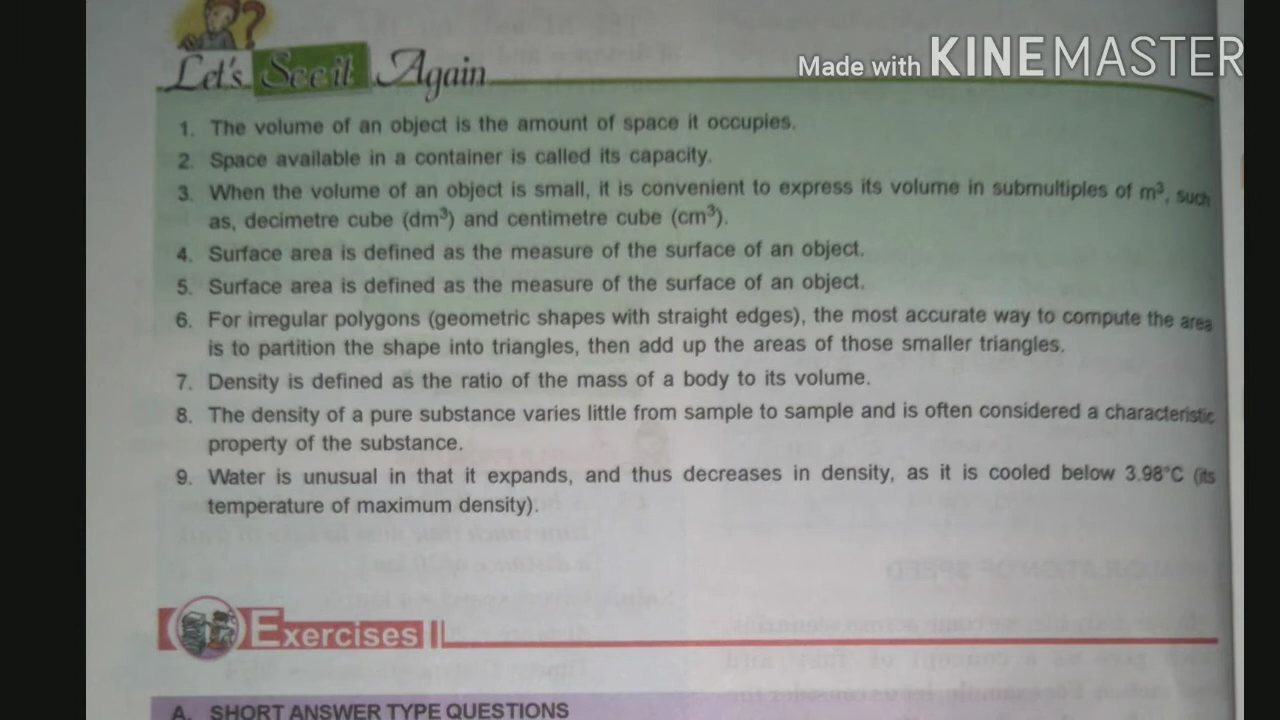 Made with KINEMASTER
Let's See it Again
1. The volume of an object is the amount of space it occupies.
2. Space available in a container is called its capacity.
3. When the volume of an object is small, it is convenient to express its volume in submultiples of m³, such
as, decimetre cube (dm³) and centimetre cube (cm³).
4. Surface area is defined as the measure of the surface of an object.
5. Surface area is defined as the measure of the surface of an object.
6. For irregular polygons (geometric shapes with straight edges), the most accurate way to compute the area
is to partition the shape into triangles, then add up the areas of those smaller triangles.
7. Density is defined as the ratio of the mass of a body to its volume.
8. The density of a pure substance varies little from sample to sample and is often considered a characteristic
property of the substance.
9. Water is unusual in that it expands, and thus decreases in density, as it is cooled below 3.98°C (its
temperature of maximum density).
Exercises
A. SHORT ANSWER TYPE QUESTIONS